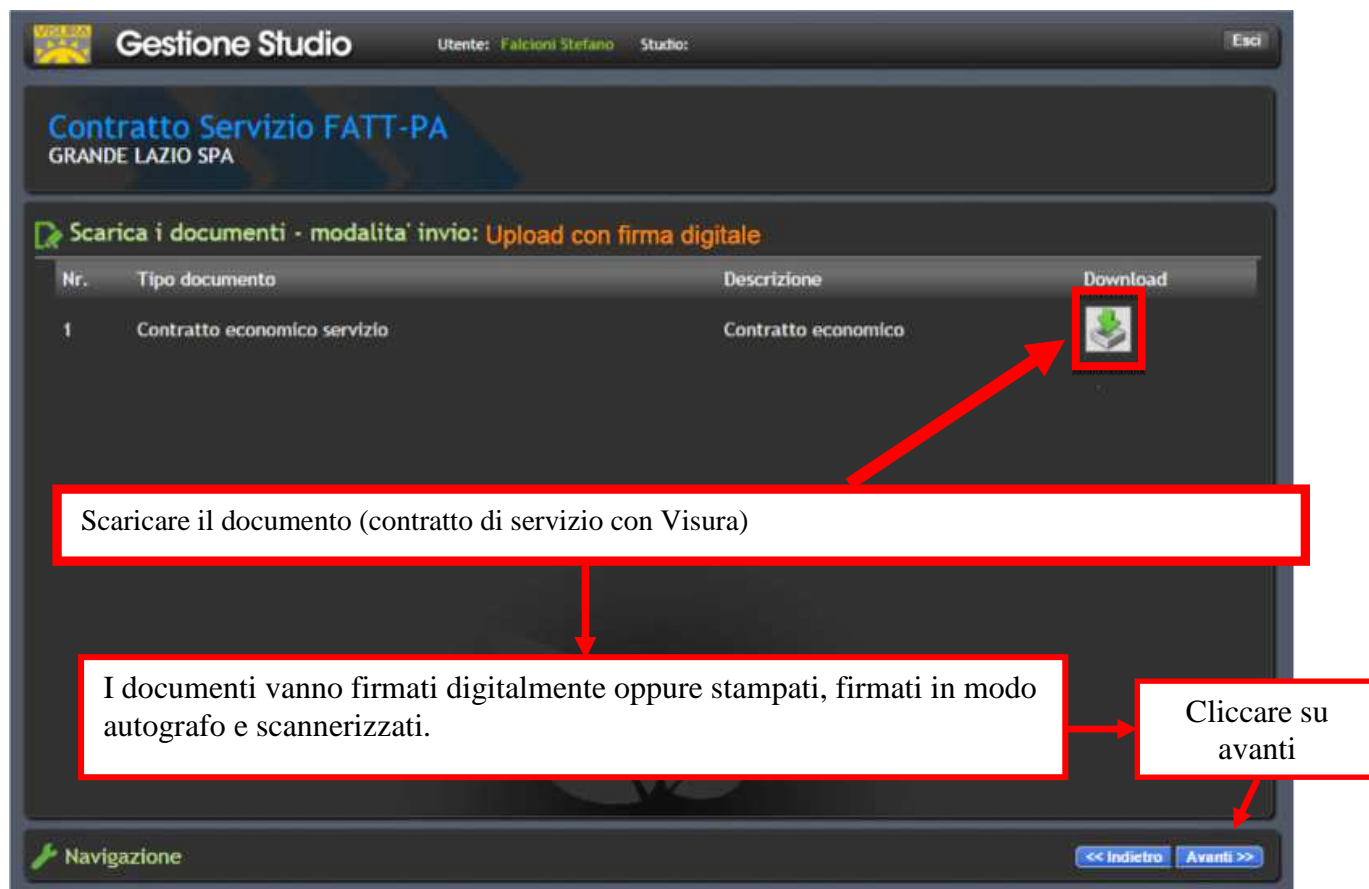 VISURA
Gestione Studio Utente: Falcioni Stefano Studio: Esci
Contratto Servizio FATT-PA
GRANDE LAZIO SPA
Scarica i documenti - modalita' invio: Upload con firma digitale
Nr. Tipo documento Descrizione Download
1 Contratto economico servizio Contratto economico
Scaricare il documento (contratto di servizio con Visura)
I documenti vanno firmati digitalmente oppure stampati, firmati in modo
autografo e scannerizzati.
Cliccare su
avanti
Navigazione << Indietro Avanti >>